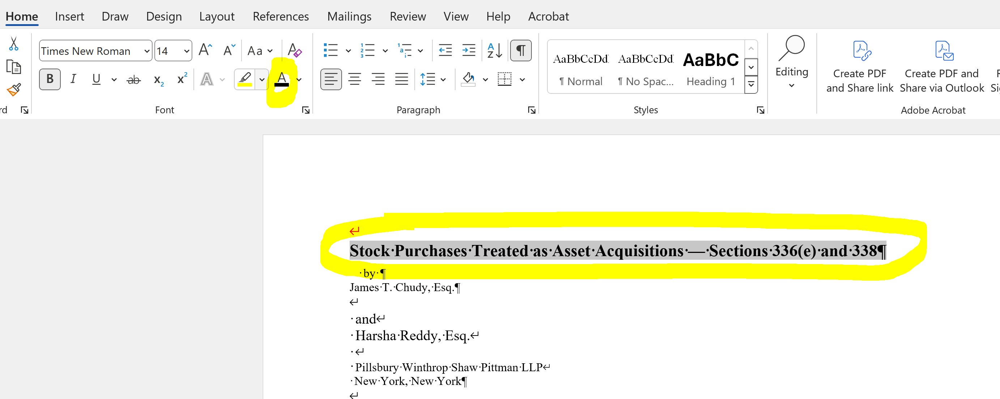 Home Insert Draw Design Layout References Mailings Review View Help Acrobat
Times New Roman 14 Aa
B I U ab x2 x2 A A
AaBbCcDd AaBbCcDd AaBbC
¶ Normal ¶ No Spac... Heading 1
Editing
Create PDF and Share link
Create PDF and Share via Outlook
Font Paragraph Styles Adobe Acrobat
Stock Purchases Treated as Asset Acquisitions — Sections 336(e) and 338¶
by ¶
James T. Chudy, Esq.¶
and
Harsha Reddy, Esq.
Pillsbury Winthrop Shaw Pittman LLP
New York, New York¶